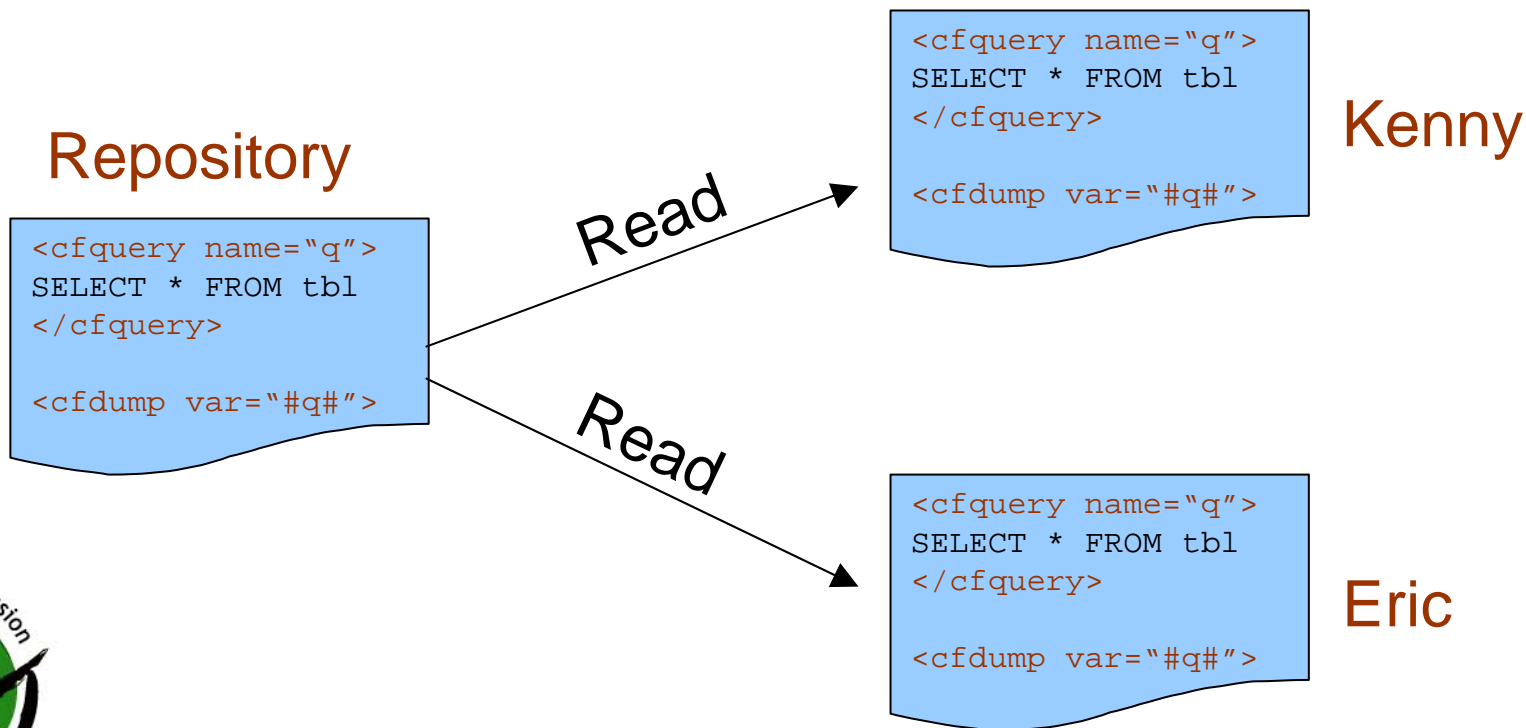 Repository
<cfquery name=“q”>
SELECT * FROM tbl
</cfquery>
<cfdump var=“#q#”>
Read
Read
<cfquery name=“q”>
SELECT * FROM tbl
</cfquery>
<cfdump var=“#q#”>
Kenny
<cfquery name=“q”>
SELECT * FROM tbl
</cfquery>
<cfdump var=“#q#”>
Eric